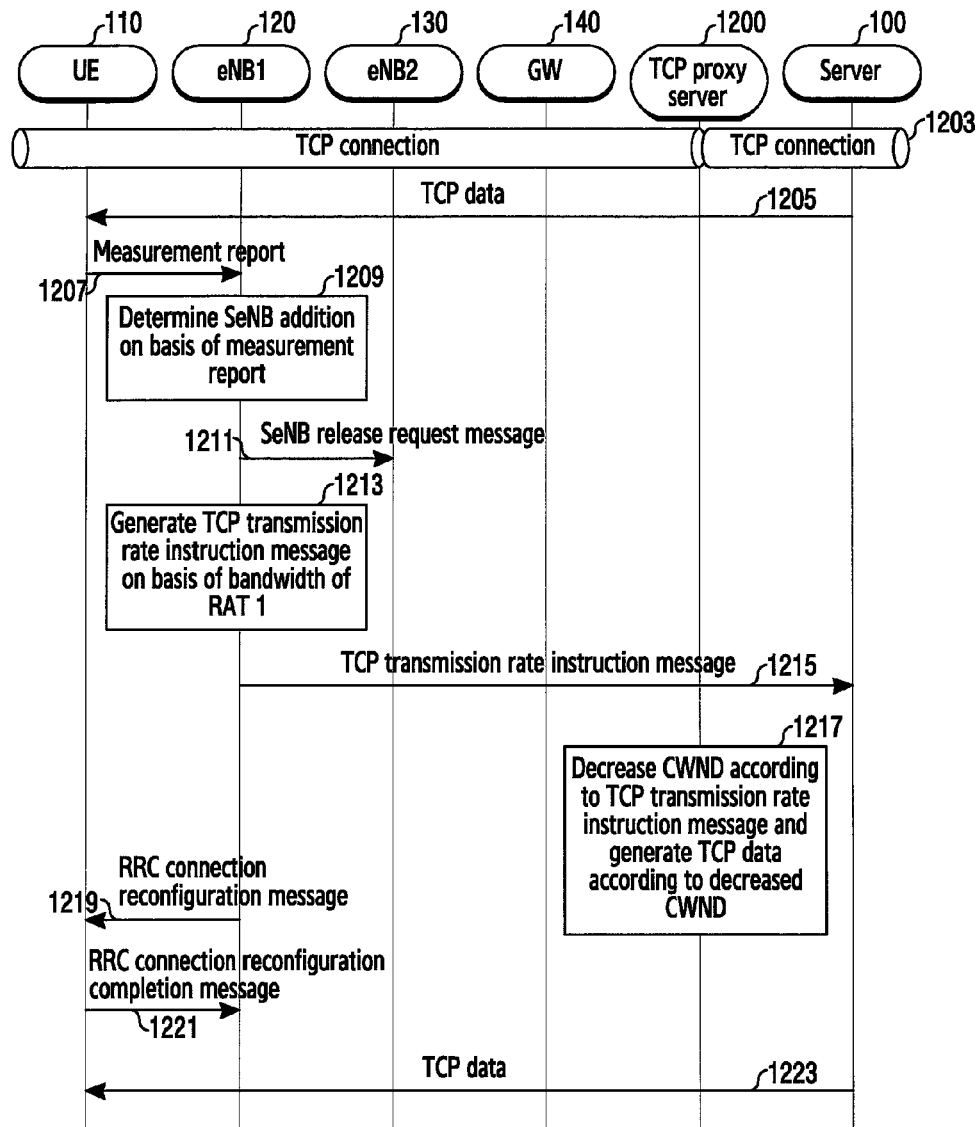 110
120
130
140
1200
100
UE
eNB1
eNB2
GW
TCP proxy
server
Server
TCP connection
TCP connection
1203
TCP data
1205
Measurement report
1207
1209
Determine SeNB addition
on basis of measurement
report
1211
SeNB release request message
1213
Generate TCP transmission
rate instruction message
on basis of bandwidth of
RAT 1
TCP transmission rate instruction message
1215
1217
Decrease CWND according
to TCP transmission rate
instruction message and
generate TCP data
according to decreased
CWND
RRC connection
reconfiguration message
1219
RRC connection reconfiguration
completion message
1221
TCP data
1223